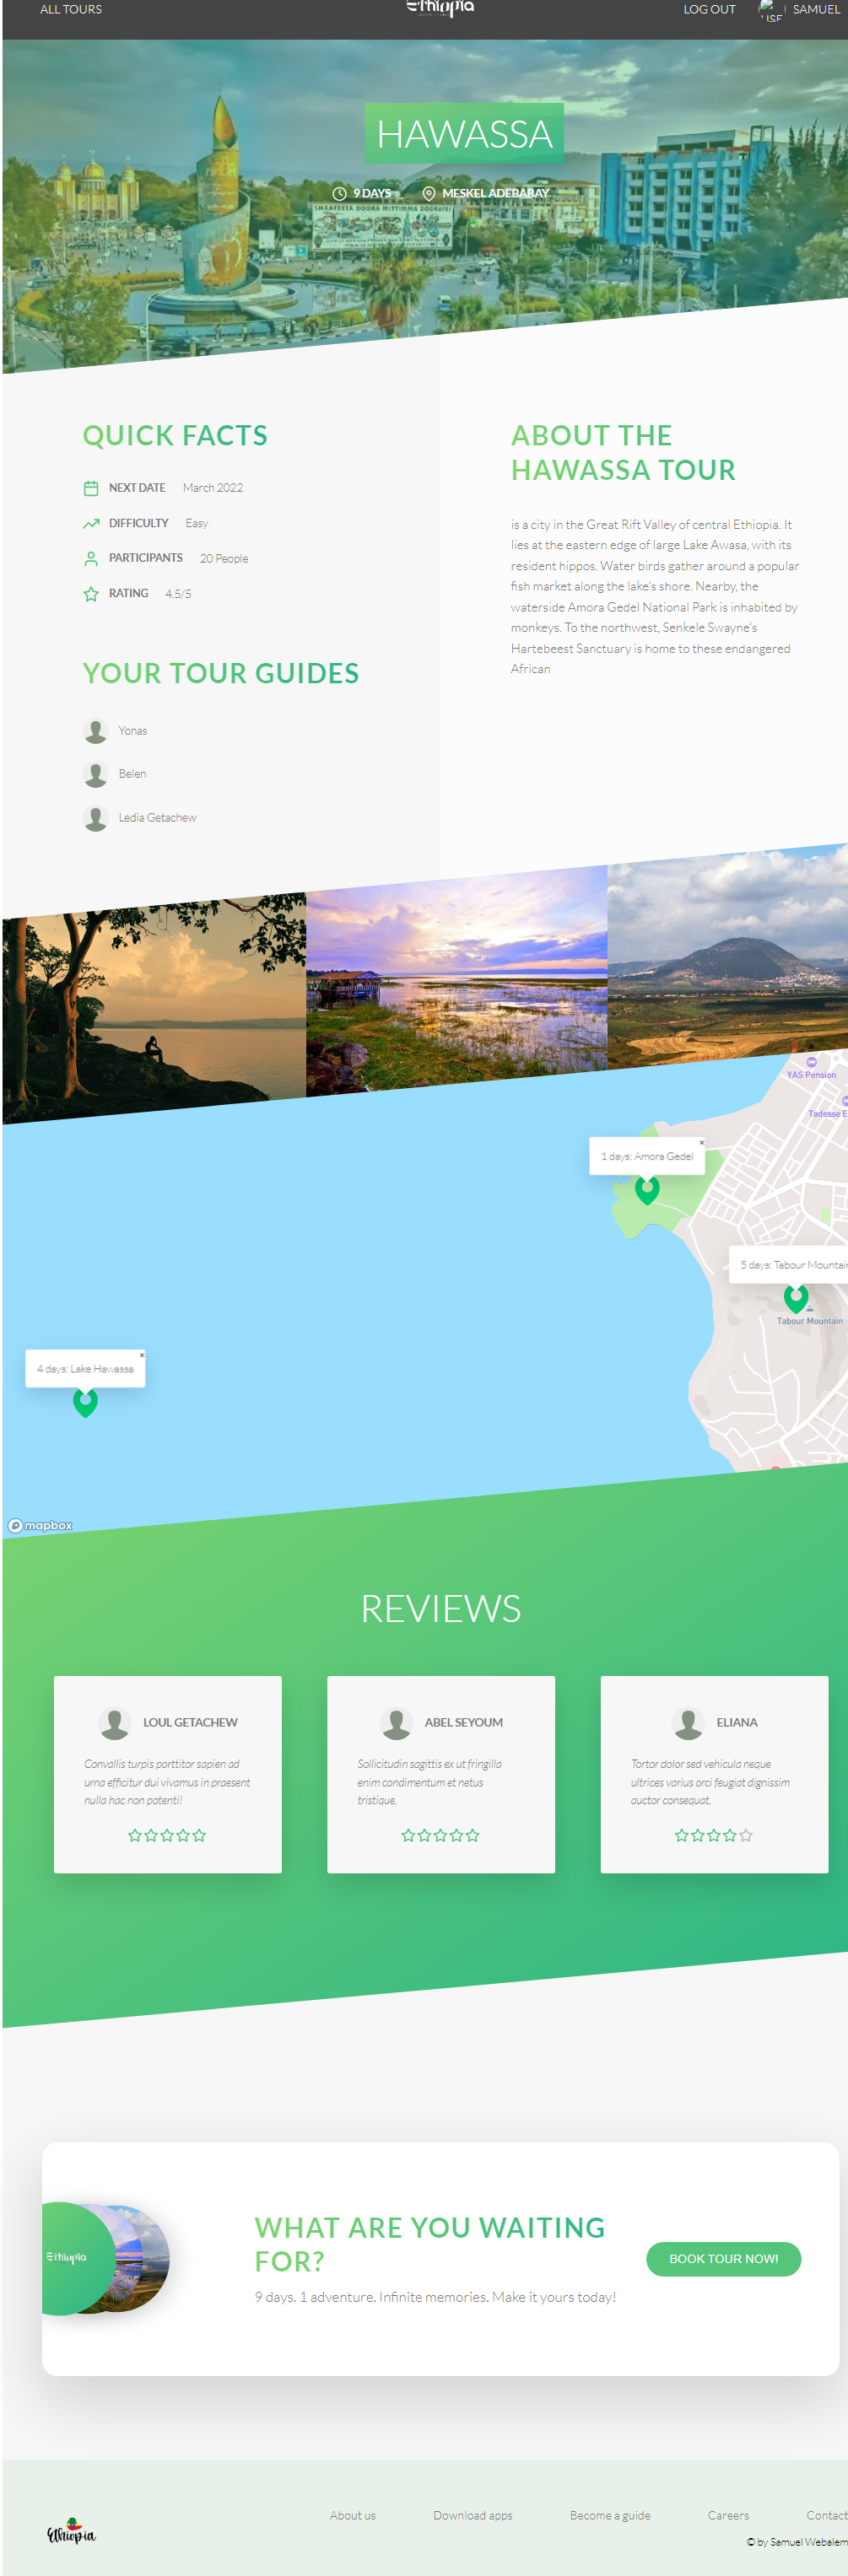 ALL TOURS
Ethiopia
LOG OUT
SAMUEL
HAWASSA
9 DAYS
MESKEL ADEBABAY
QUICK FACTS
NEXT DATE March 2022
DIFFICULTY Easy
PARTICIPANTS 20 People
RATING 4.5/5
YOUR TOUR GUIDES
Yonas
Belen
Ledia Getachew
ABOUT THE
HAWASSA TOUR
is a city in the Great Rift Valley of central Ethiopia. It
lies at the eastern edge of large Lake Awasa, with its
resident hippos. Water birds gather around a popular
fish market along the lake's shore. Nearby, the
waterside Amora Gedel National Park is inhabited by
monkeys. To the northwest, Senkele Swayne's
Hartebeest Sanctuary is home to these endangered
African
YAS Pension
Tadesse E
1 days: Amora Gedel
5 days: Tabour Mountain
Tabour Mountain
4 days: Lake Hawassa
mapbox
REVIEWS
LOUL GETACHEW
Convallis turpis porttitor sapien ad
urna efficitur dui vivamus in praesent
nulla hac non potenti!
ABEL SEYOUM
Sollicitudin sagittis ex ut fringilla
enim condimentum et netus
tristique.
ELIANA
Tortor dolor sed vehicula neque
ultrices varius orci feugiat dignissim
auctor consequat.
Ethiopia
WHAT ARE YOU WAITING
FOR?
9 days. 1 adventure. Infinite memories. Make it yours today!
BOOK TOUR NOW!
Ethiopia
About us
Download apps
Become a guide
Careers
Contact
© by Samuel Webalem